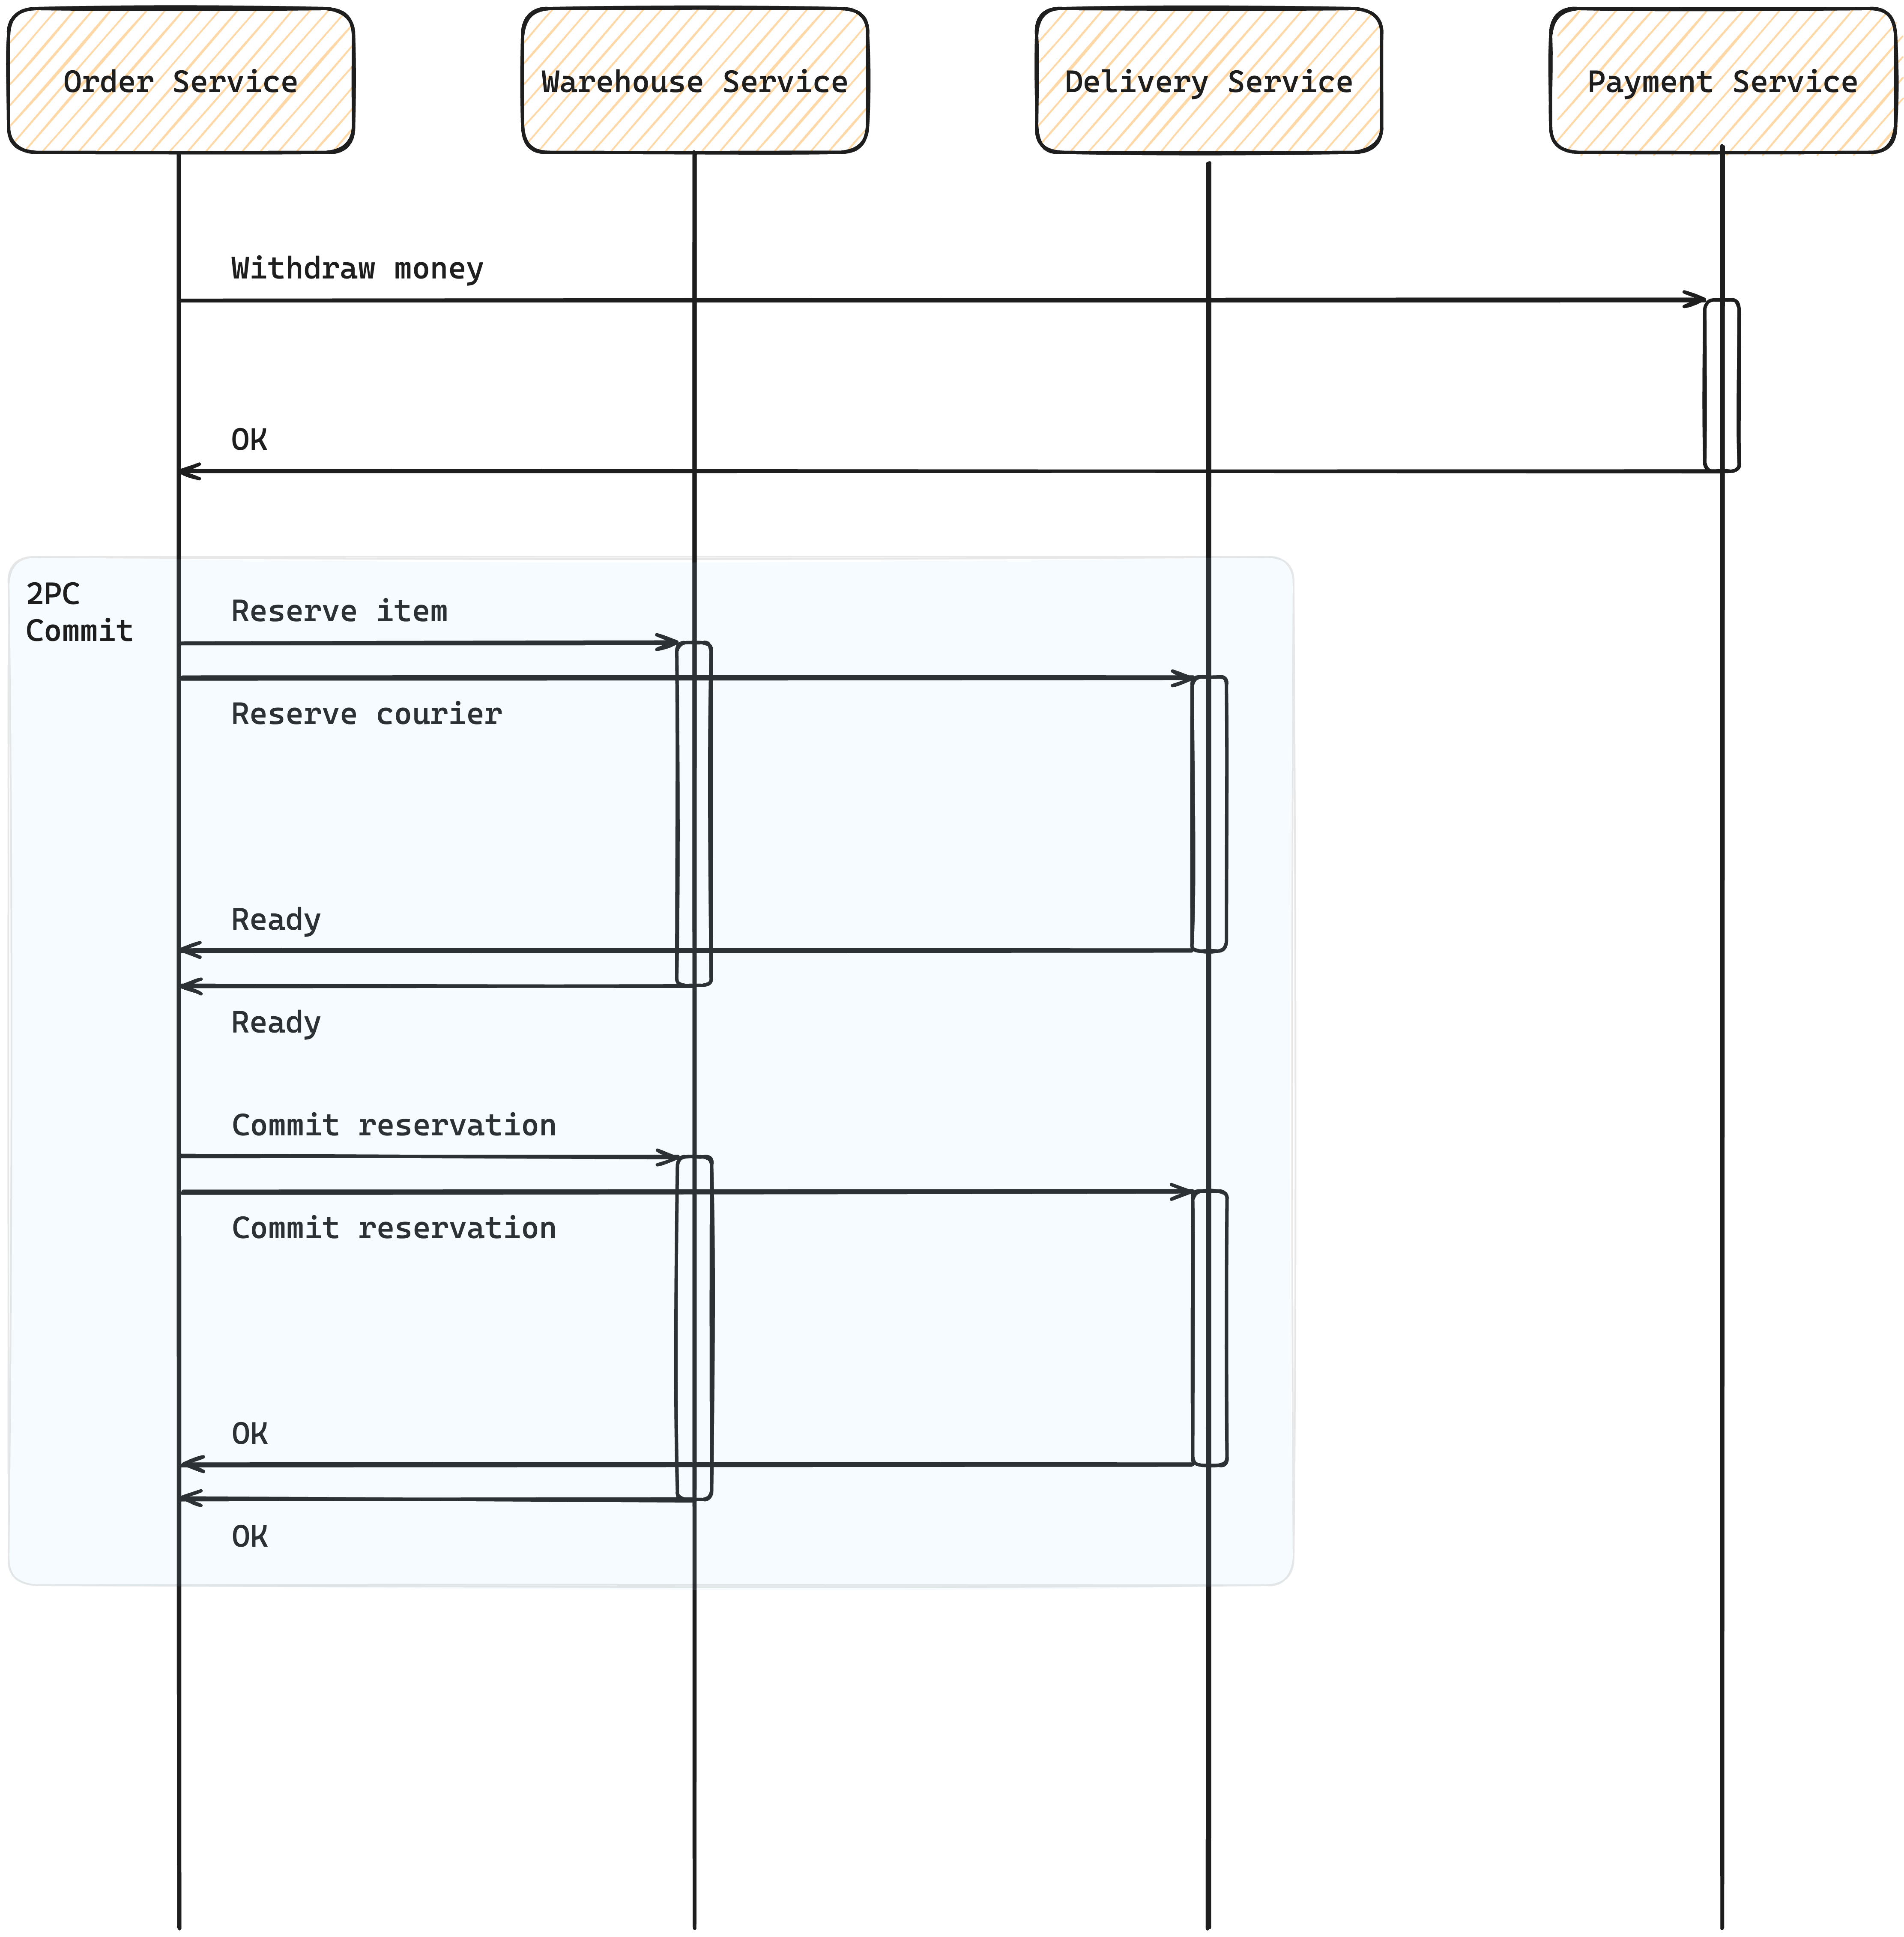 Order Service
Warehouse Service
Delivery Service
Payment Service
Withdraw money
OK
2PC
Commit
Reserve item
Reserve courier
Ready
Ready
Commit reservation
Commit reservation
OK
OK